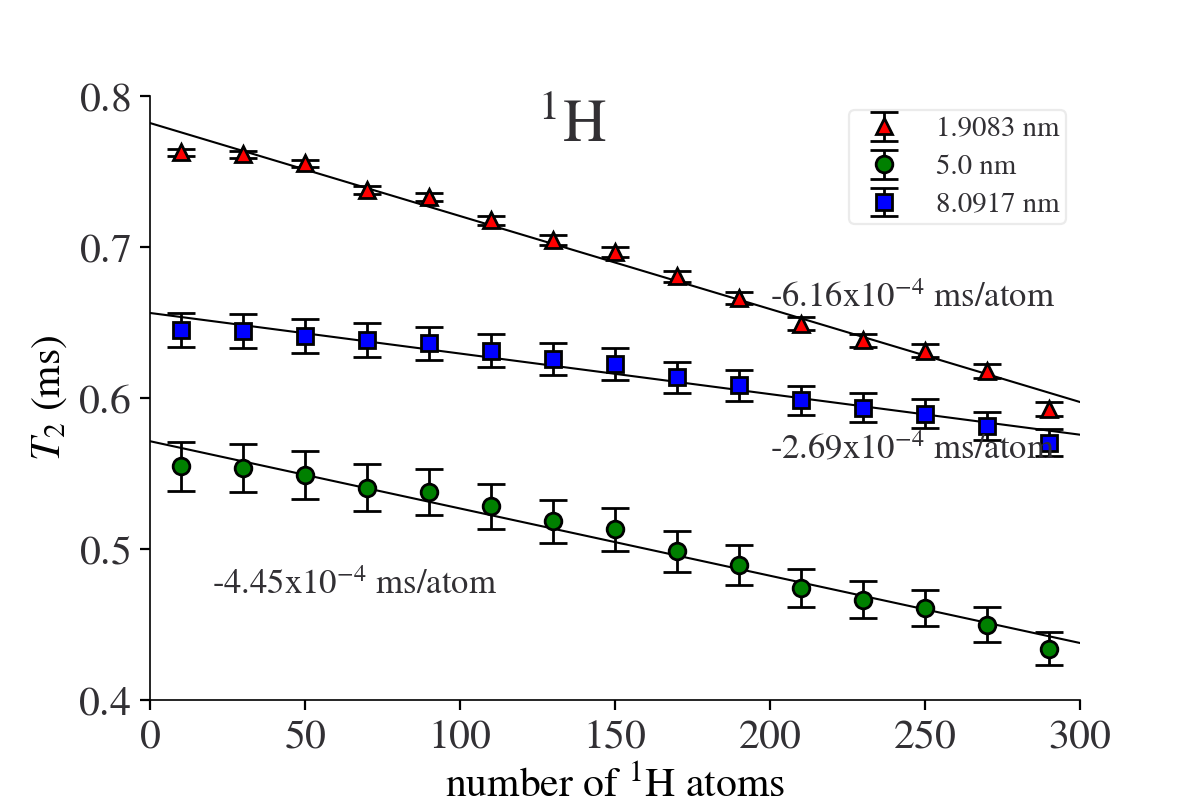 ¹H
1.9083 nm
5.0 nm
8.0917 nm
-6.16x10⁻⁴ ms/atom
-2.69x10⁻⁴ ms/atom
-4.45x10⁻⁴ ms/atom
T₂ (ms)
0.8
0.7
0.6
0.5
0.4
0 50 100 150 200 250 300
number of ¹H atoms